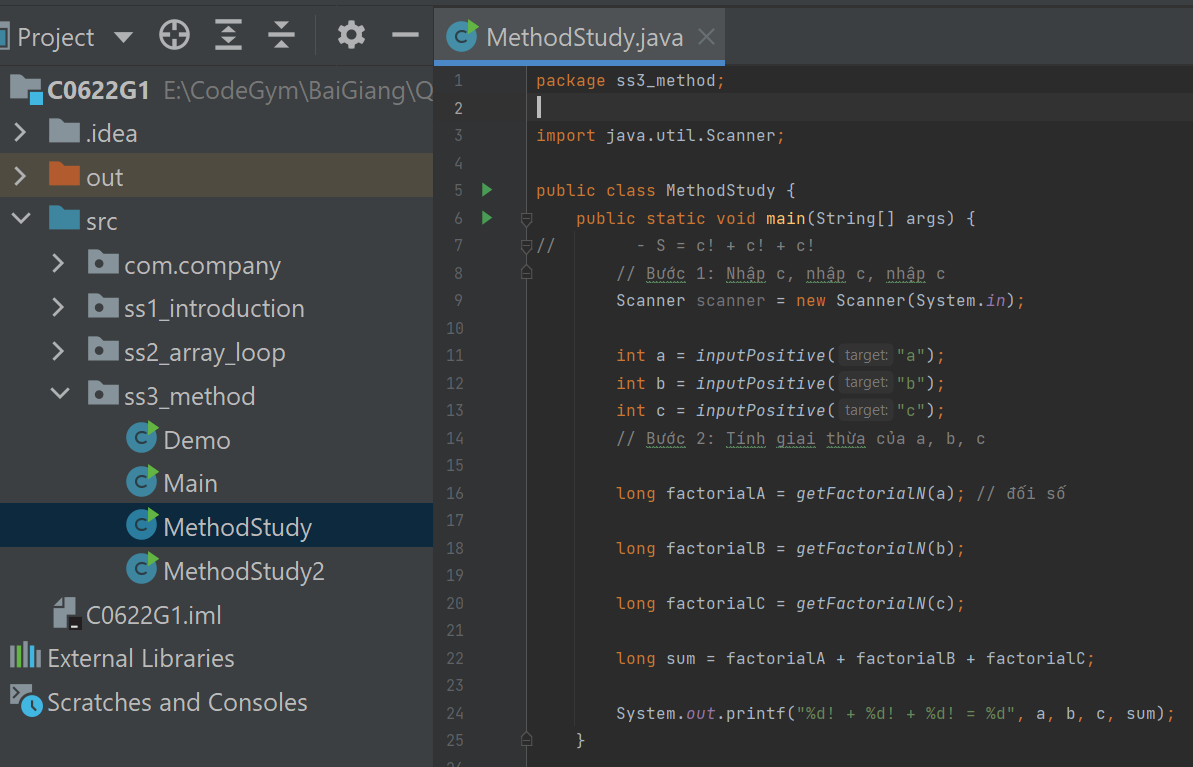 Project
C0622G1 E:\CodeGym\BaiGiang\Q
.idea
out
src
com.company
ss1_introduction
ss2_array_loop
ss3_method
Demo
Main
MethodStudy
MethodStudy2
C0622G1.iml
External Libraries
Scratches and Consoles
MethodStudy.java
1 package ss3_method;
2
3 import java.util.Scanner;
4
5 public class MethodStudy {
6 public static void main(String[] args) {
7 // - S = c! + c! + c!
8 // Bước 1: Nhập c, nhập c, nhập c
9 Scanner scanner = new Scanner(System.in);
10
11 int a = inputPositive( target: "a");
12 int b = inputPositive( target: "b");
13 int c = inputPositive( target: "c");
14 // Bước 2: Tính giai thừa của a, b, c
15
16 long factorialA = getFactorialN(a); // đối số
17
18 long factorialB = getFactorialN(b);
19
20 long factorialC = getFactorialN(c);
21
22 long sum = factorialA + factorialB + factorialC;
23
24 System.out.printf("%d! + %d! + %d! = %d", a, b, c, sum);
25 }
26